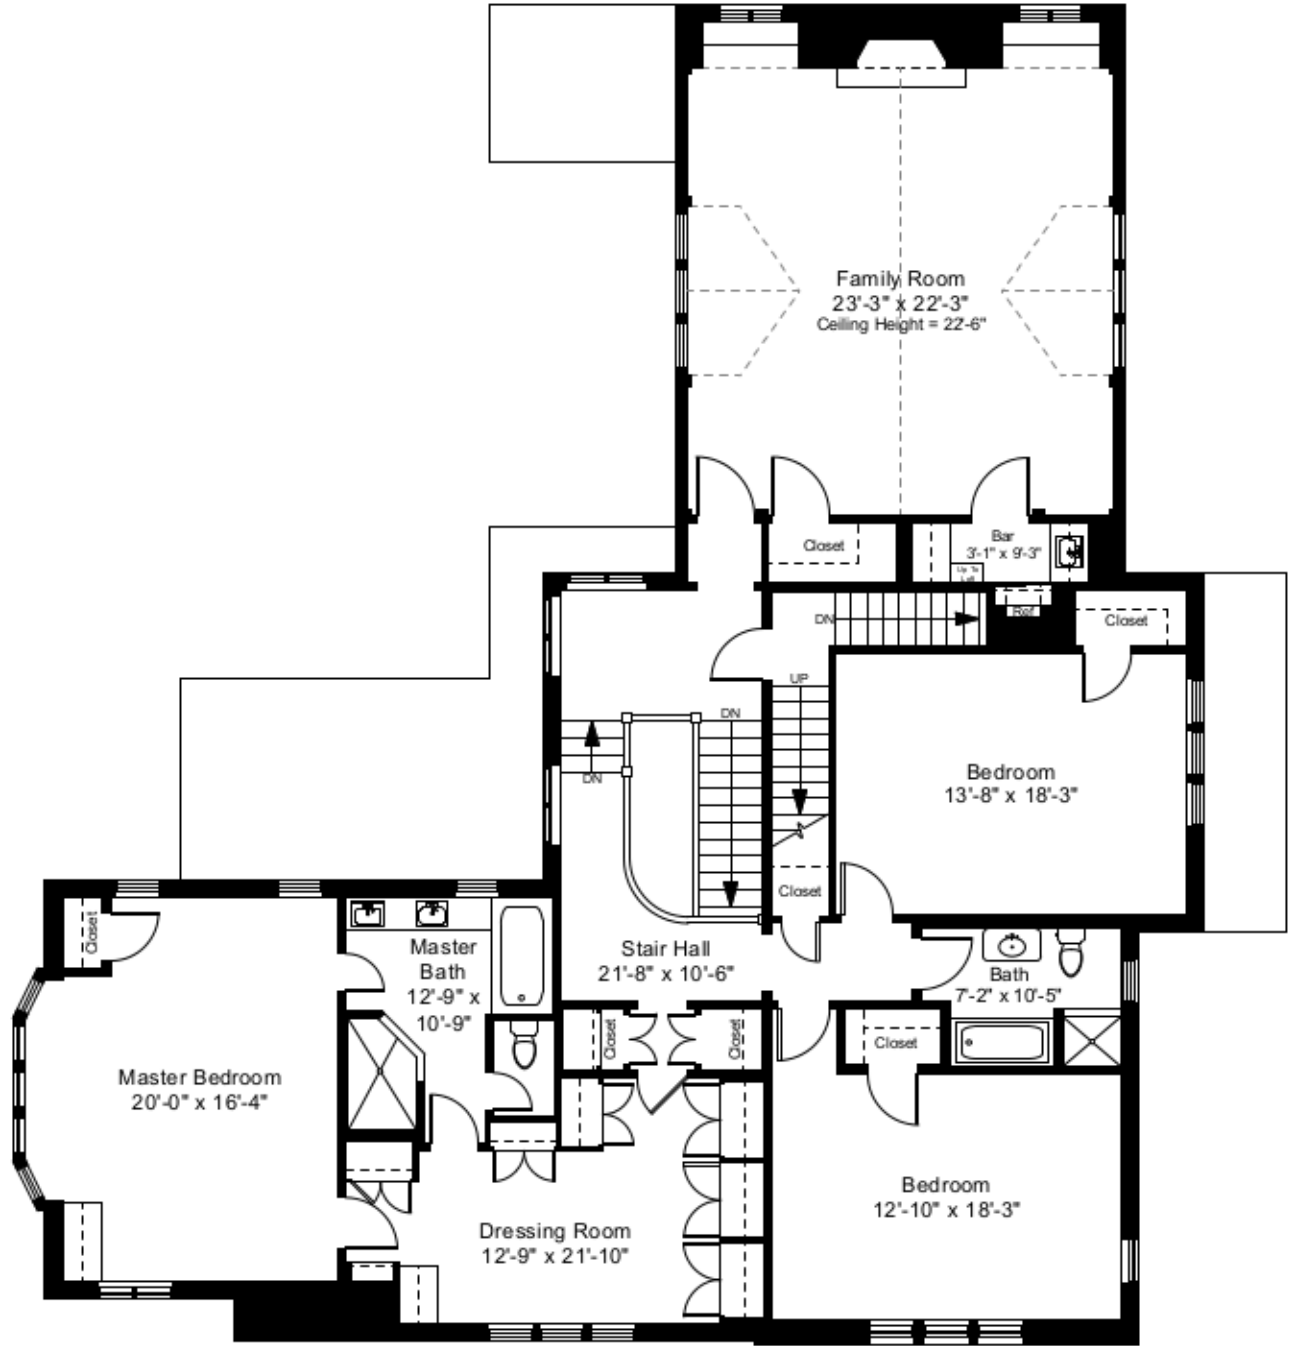 Family Room
23'-3" x 22'-3"
Ceiling Height = 22'-6"
Closet
Bar
3'-1" x 9'-3"
Up To
Loft
Ref
Closet
DN
UP
DN
DN
Bedroom
13'-8" x 18'-3"
Closet
Closet
Master
Bath
12'-9" x
10'-9"
Stair Hall
21'-8" x 10'-6"
Bath
7'-2" x 10'-5"
Closet
Closet
Closet
Master Bedroom
20'-0" x 16'-4"
Bedroom
12'-10" x 18'-3"
Dressing Room
12'-9" x 21'-10"